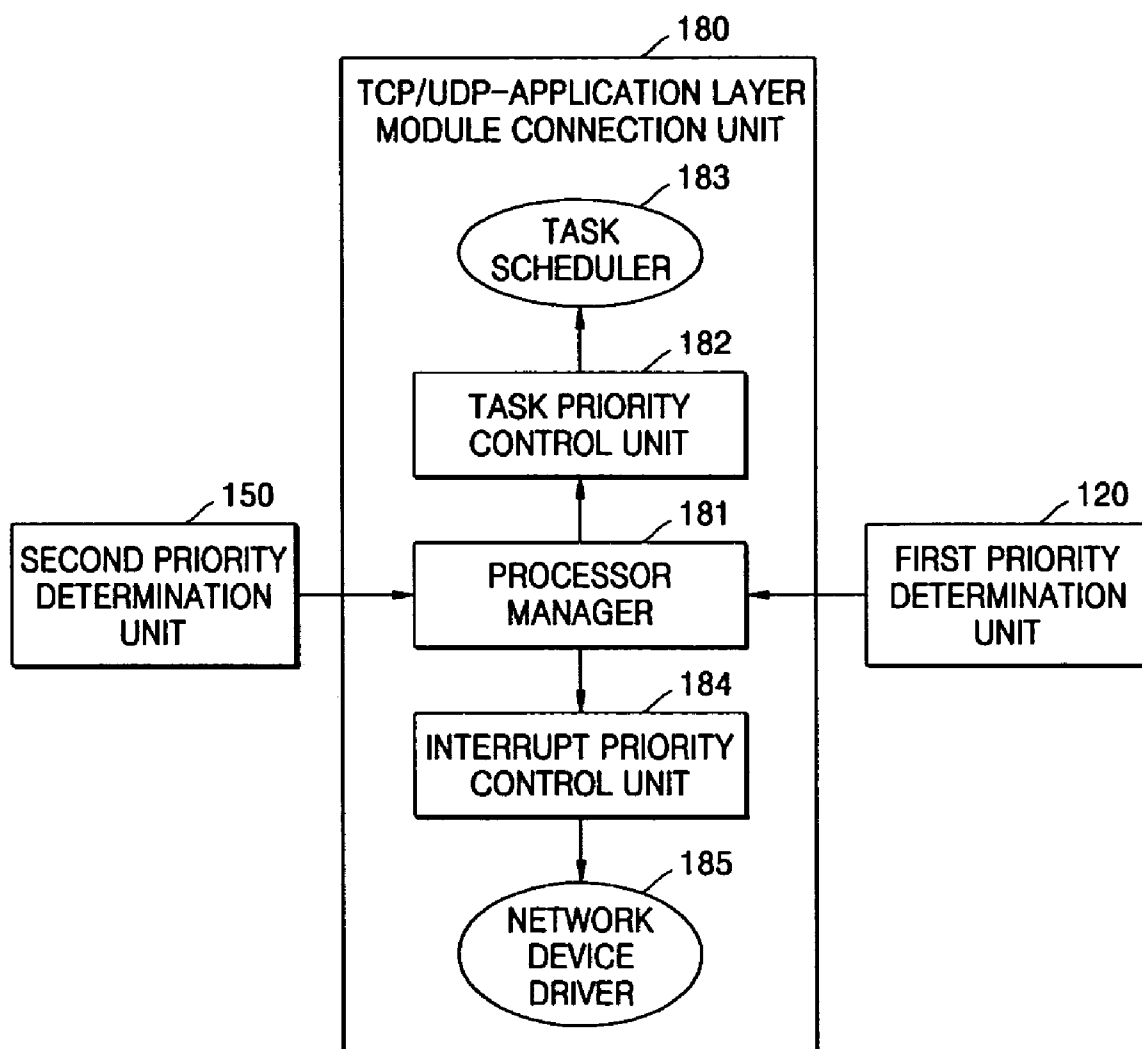 180
TCP/UDP-APPLICATION LAYER
MODULE CONNECTION UNIT
183
TASK
SCHEDULER
182
TASK PRIORITY
CONTROL UNIT
150
SECOND PRIORITY
DETERMINATION
UNIT
181
PROCESSOR
MANAGER
120
FIRST PRIORITY
DETERMINATION
UNIT
184
INTERRUPT PRIORITY
CONTROL UNIT
185
NETWORK
DEVICE
DRIVER